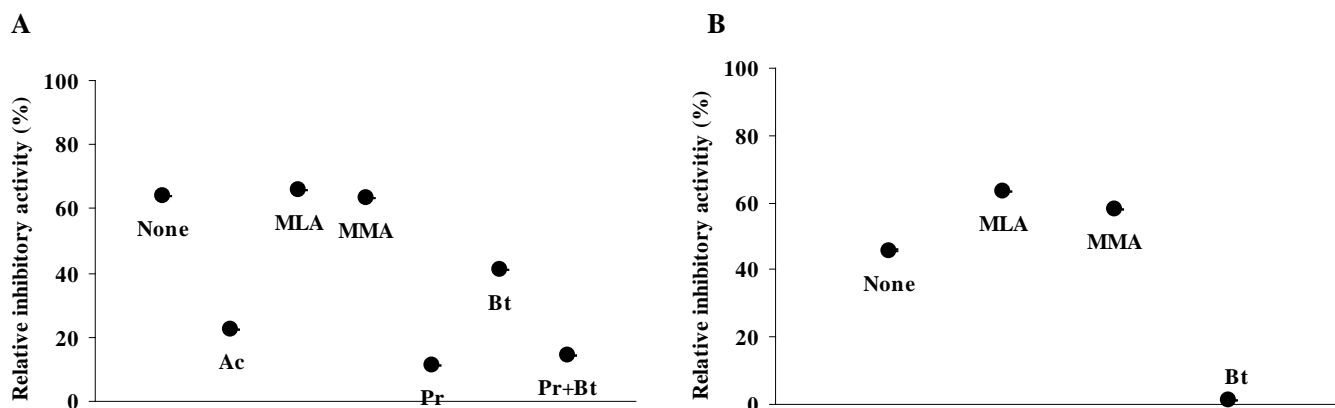 A
Relative inhibitory activity (%)
100
80
60
40
20
0
None
Ac
MLA
MMA
Pr
Bt
Pr+Bt
B
Relative inhibitory activitiy (%)
100
80
60
40
20
0
None
MLA
MMA
Bt